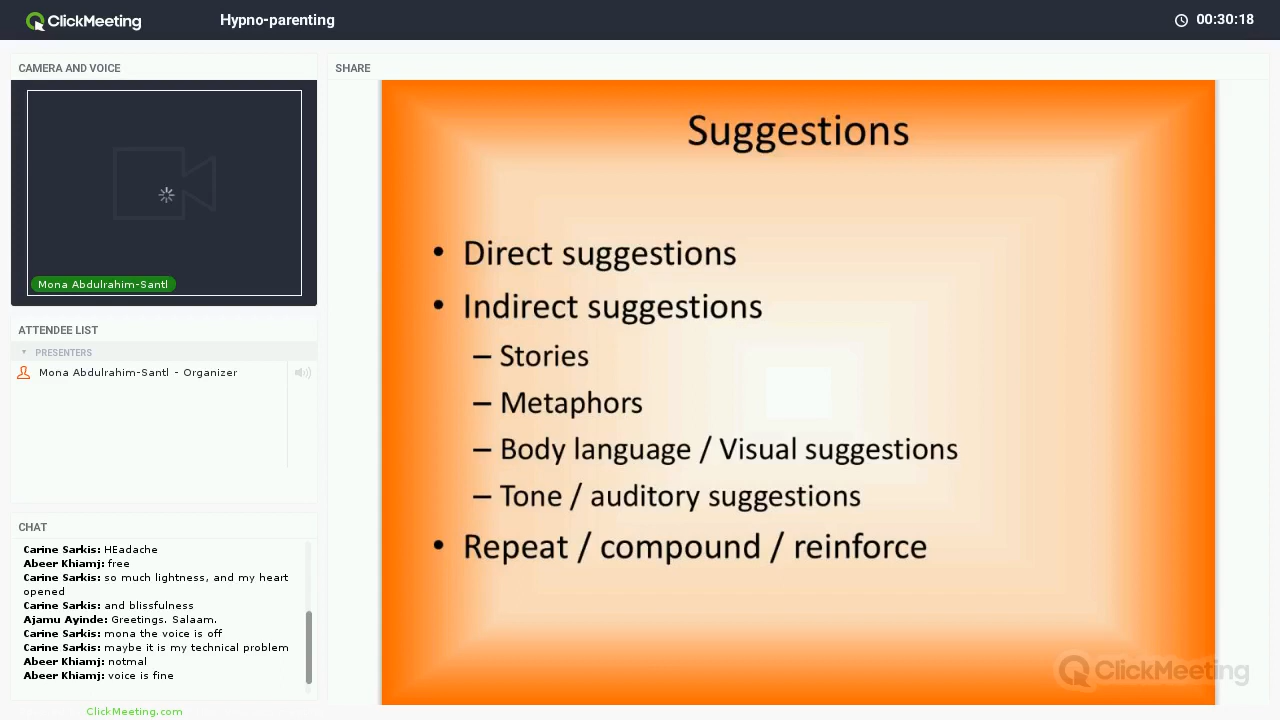 ClickMeeting
Hypno-parenting
00:30:18
CAMERA AND VOICE
Mona Abdulrahim-Santl
ATTENDEE LIST
PRESENTERS
Mona Abdulrahim-Santl - Organizer
CHAT
Carine Sarkis: HEadache
Abeer Khiamj: free
Carine Sarkis: so much lightness, and my heart
opened
Carine Sarkis: and blissfulness
Ajamu Ayinde: Greetings. Salaam.
Carine Sarkis: mona the voice is off
Carine Sarkis: maybe it is my technical problem
Abeer Khiamj: notmal
Abeer Khiamj: voice is fine
ClickMeeting.com
SHARE
Suggestions
• Direct suggestions
• Indirect suggestions
– Stories
– Metaphors
– Body language / Visual suggestions
– Tone / auditory suggestions
• Repeat / compound / reinforce
ClickMeeting